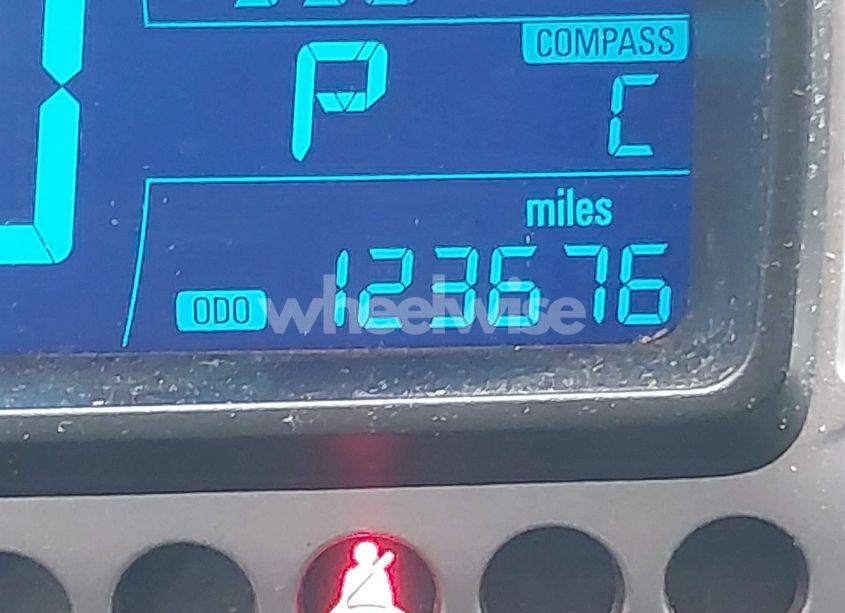 COMPASS
P
C
miles
ODO 123676
wheelwise